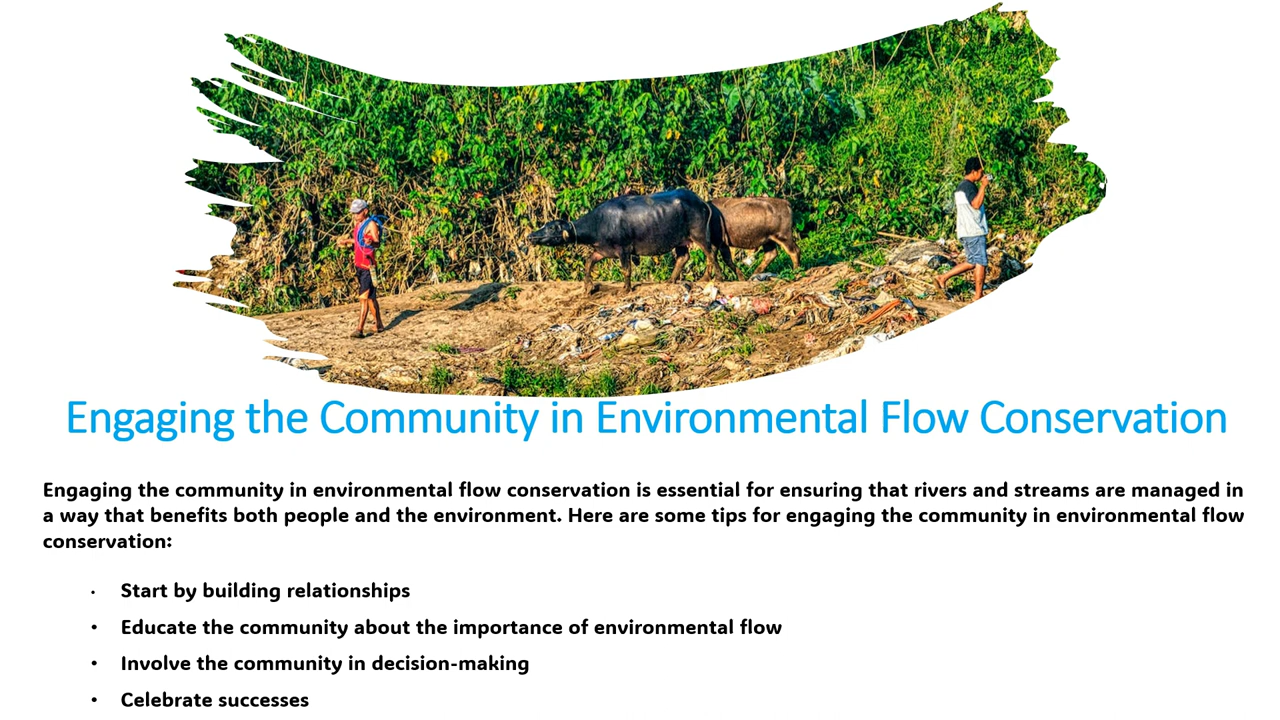 Engaging the Community in Environmental Flow Conservation
Engaging the community in environmental flow conservation is essential for ensuring that rivers and streams are managed in
a way that benefits both people and the environment. Here are some tips for engaging the community in environmental flow
conservation:
• Start by building relationships
• Educate the community about the importance of environmental flow
• Involve the community in decision-making
• Celebrate successes